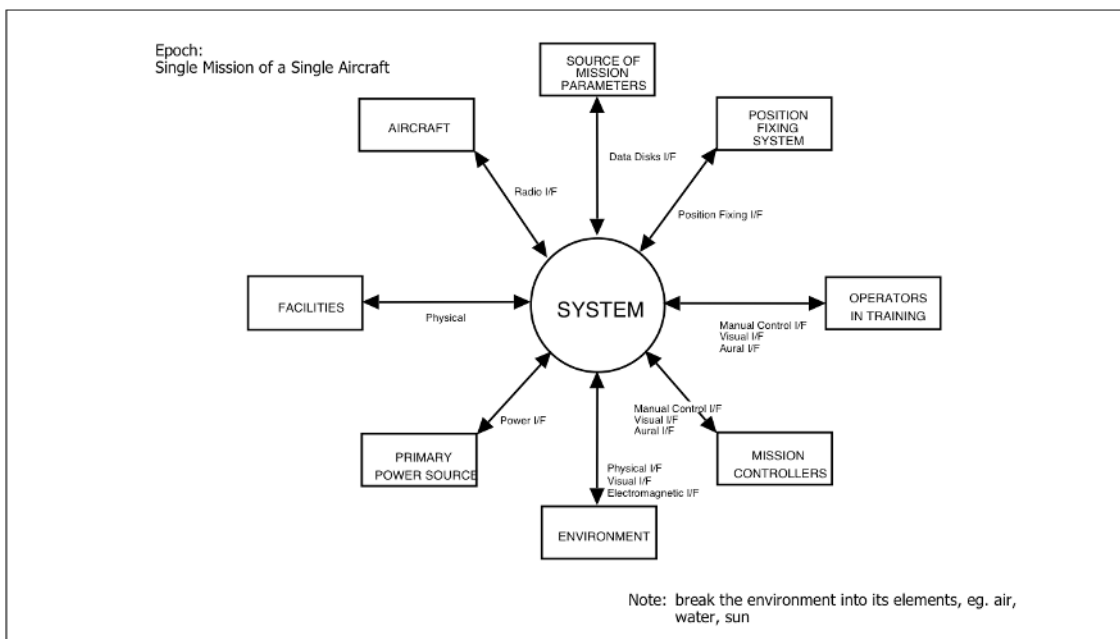 Epoch:
Single Mission of a Single Aircraft
SOURCE OF
MISSION
PARAMETERS
AIRCRAFT
POSITION
FIXING
SYSTEM
Data Disks I/F
Radio I/F
Position Fixing I/F
FACILITIES
Physical
SYSTEM
OPERATORS
IN TRAINING
Manual Control I/F
Visual I/F
Aural I/F
Power I/F
Manual Control I/F
Visual I/F
Aural I/F
PRIMARY
POWER SOURCE
Physical I/F
Visual I/F
Electromagnetic I/F
MISSION
CONTROLLERS
ENVIRONMENT
Note: break the environment into its elements, eg. air,
water, sun